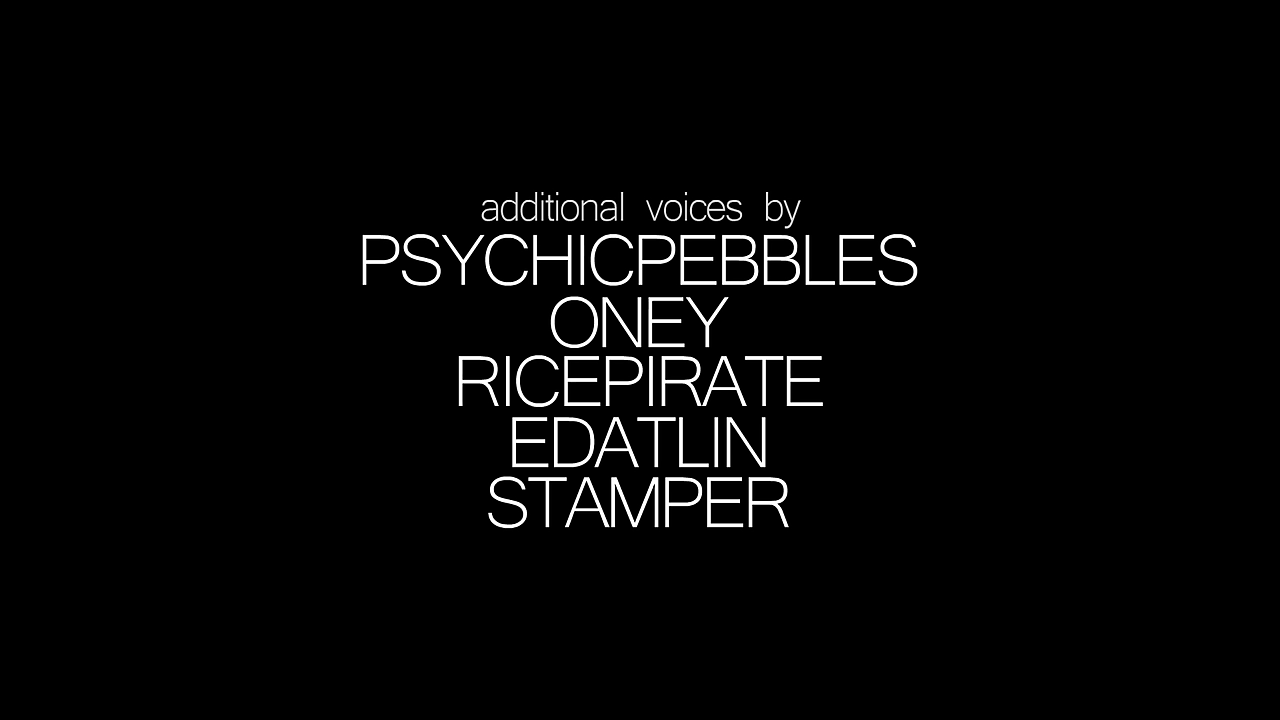 additional voices by
PSYCHICPEBBLES
ONEY
RICEPIRATE
EDATLIN
STAMPER